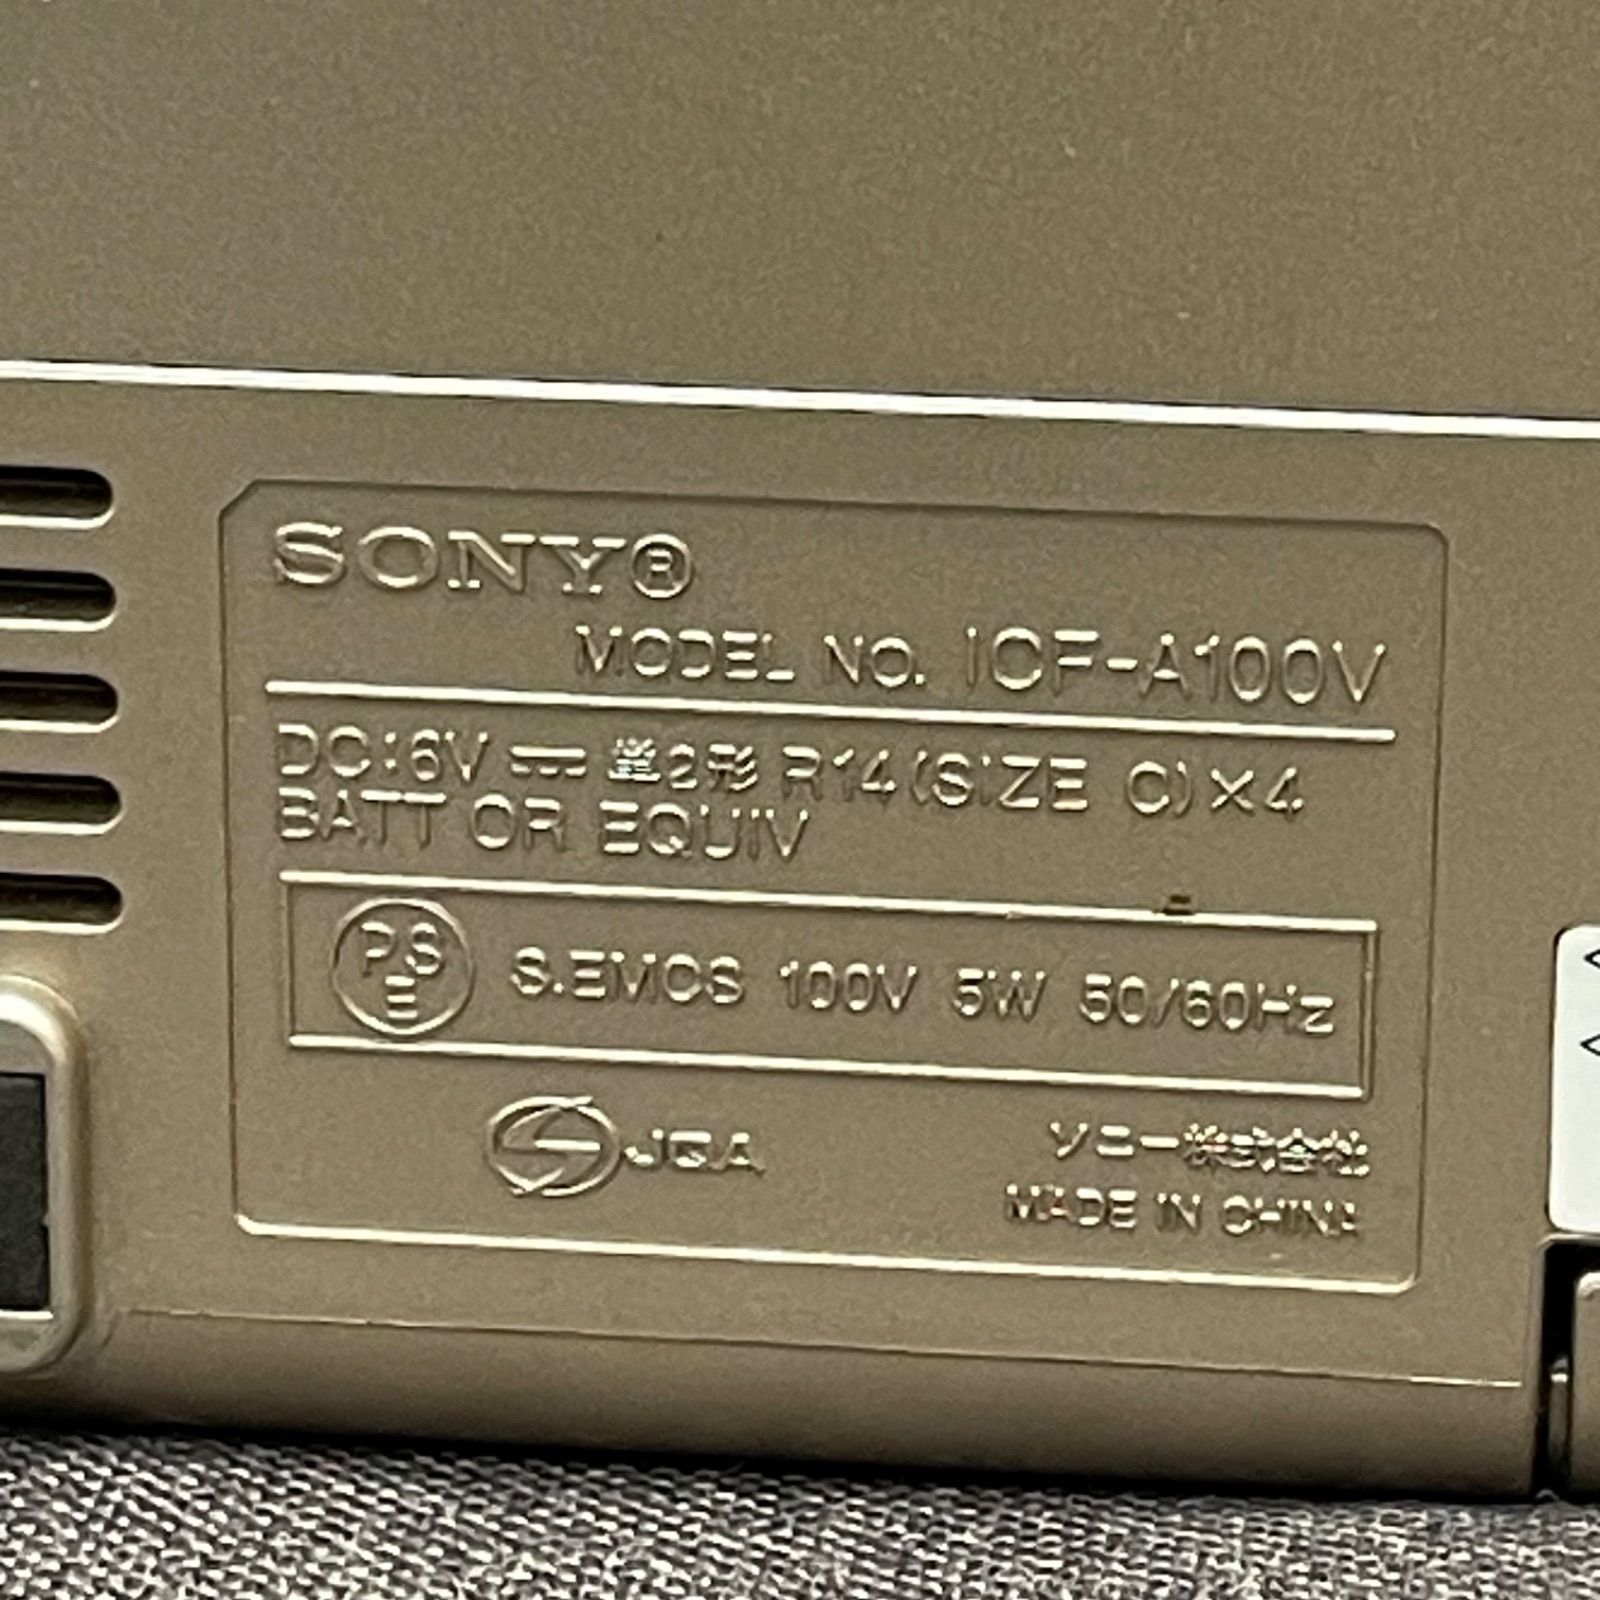 SONY®
MODEL NO. ICF-A100V
DC:6V ⎓ 単2形 R14(SIZE C)×4
BATT OR EQUIV
PSE S.EMCS 100V 5W 50/60Hz
S JQA
ソニー株式会社
MADE IN CHINA